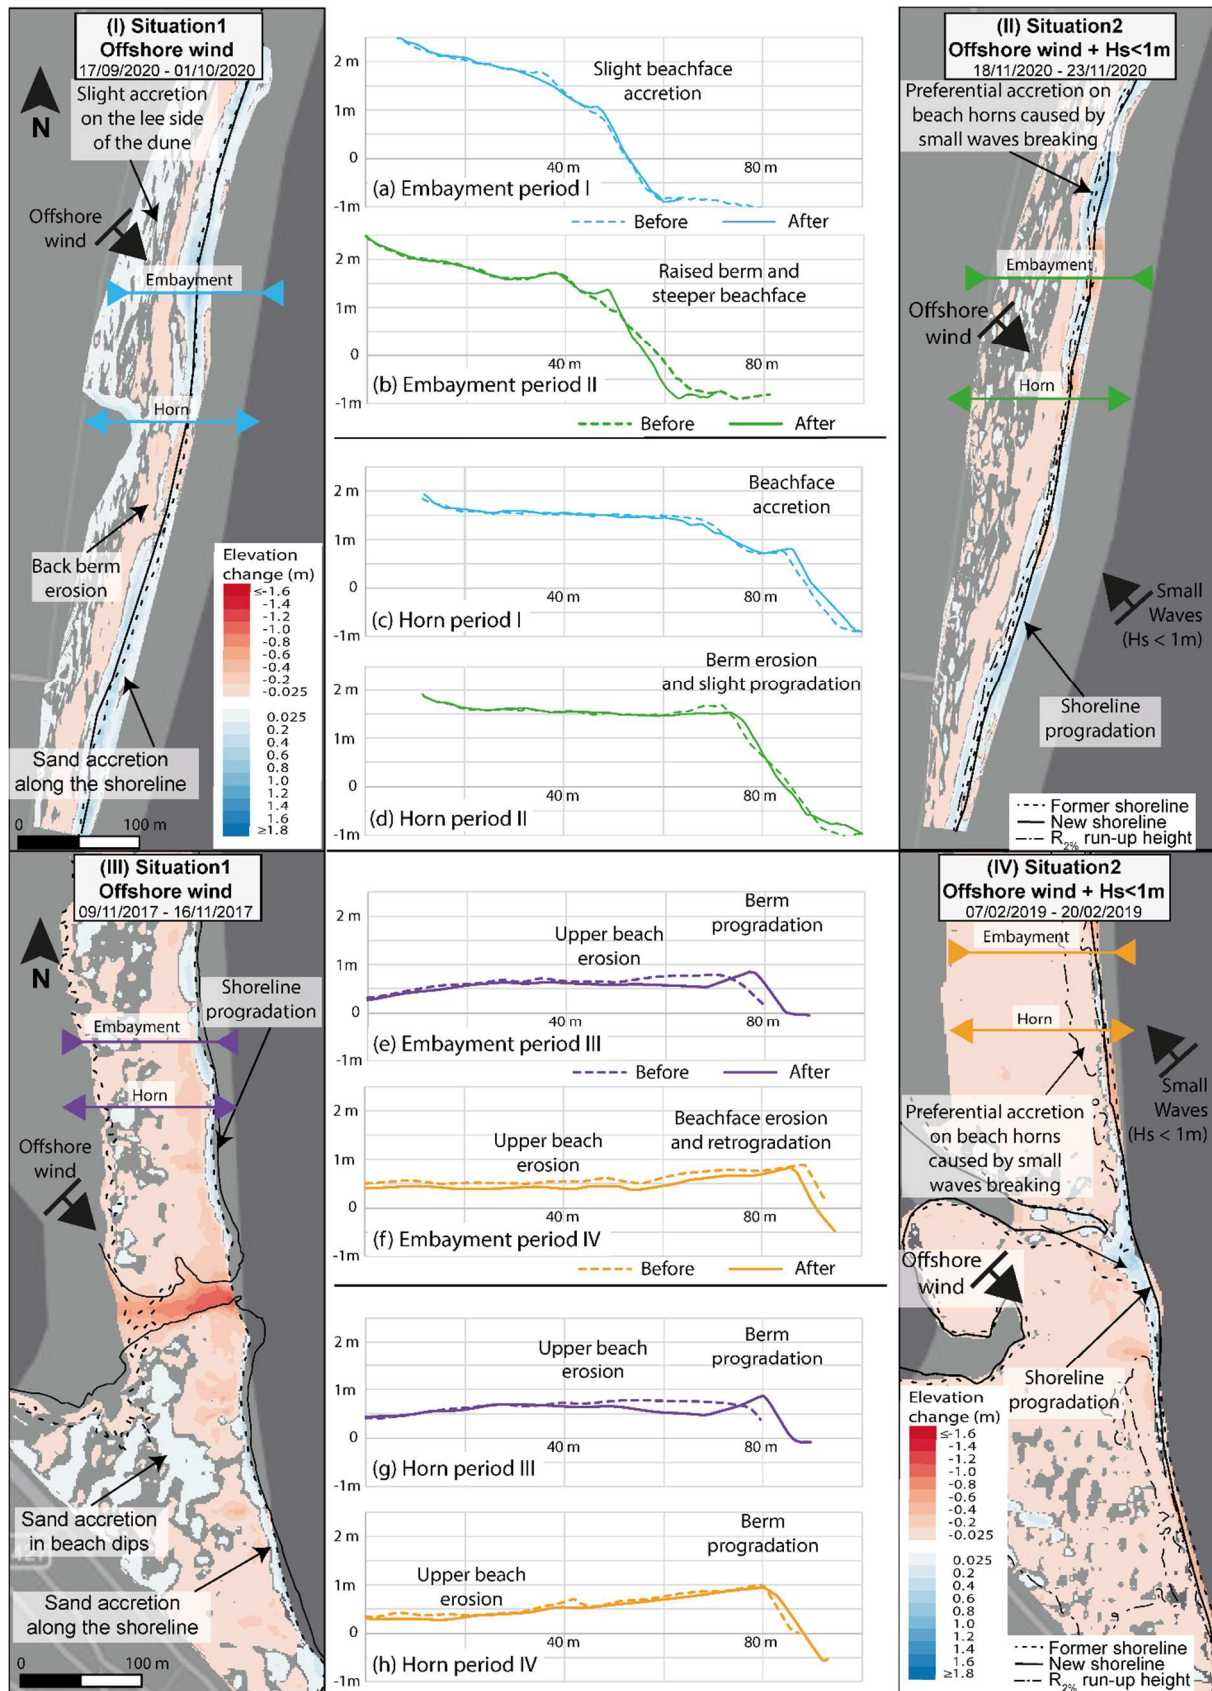 (I) Situation1
Offshore wind
17/09/2020 - 01/10/2020
Slight accretion
on the lee side
of the dune
N
Offshore
wind
Embayment
Horn
Back berm
erosion
Sand accretion
along the shoreline
Elevation
change (m)
≤-1.6
-1.4
-1.2
-1.0
-0.8
-0.6
-0.4
-0.2
-0.025
0.025
0.2
0.4
0.6
0.8
1.0
1.2
1.4
1.6
≥1.8
0 100 m
2 m
1m
0
-1m
40 m 80 m
Slight beachface
accretion
(a) Embayment period I
Before After
2 m
1m
0
-1m
40 m 80 m
Raised berm and
steeper beachface
(b) Embayment period II
Before After
2 m
1m
0
-1m
40 m 80 m
Beachface
accretion
(c) Horn period I
2 m
1m
0
-1m
40 m 80 m
Berm erosion
and slight progradation
(d) Horn period II
(II) Situation2
Offshore wind + Hs<1m
18/11/2020 - 23/11/2020
Preferential accretion on
beach horns caused by
small waves breaking
Embayment
Offshore
wind
Horn
Small
Waves
(Hs < 1m)
Shoreline
progradation
Former shoreline
New shoreline
R2% run-up height
(III) Situation1
Offshore wind
09/11/2017 - 16/11/2017
N
Shoreline
progradation
Embayment
Horn
Offshore
wind
Sand accretion
in beach dips
Sand accretion
along the shoreline
0 100 m
2 m
1m
0
-1m
40 m 80 m
Upper beach
erosion
Berm
progradation
(e) Embayment period III
Before After
2 m
1m
0
-1m
40 m 80 m
Upper beach
erosion
Beachface erosion
and retrogradation
(f) Embayment period IV
Before After
2 m
1m
0
-1m
40 m 80 m
Upper beach
erosion
Berm
progradation
(g) Horn period III
2 m
1m
0
-1m
40 m 80 m
Upper beach
erosion
Berm
progradation
(h) Horn period IV
(IV) Situation2
Offshore wind + Hs<1m
07/02/2019 - 20/02/2019
Embayment
Horn
Small
Waves
(Hs < 1m)
Preferential accretion
on beach horns
caused by small
waves breaking
Offshore
wind
Shoreline
progradation
Elevation
change (m)
≤-1.6
-1.4
-1.2
-1.0
-0.8
-0.6
-0.4
-0.2
-0.025
0.025
0.2
0.4
0.6
0.8
1.0
1.2
1.4
1.6
≥1.8
Former shoreline
New shoreline
R2% run-up height